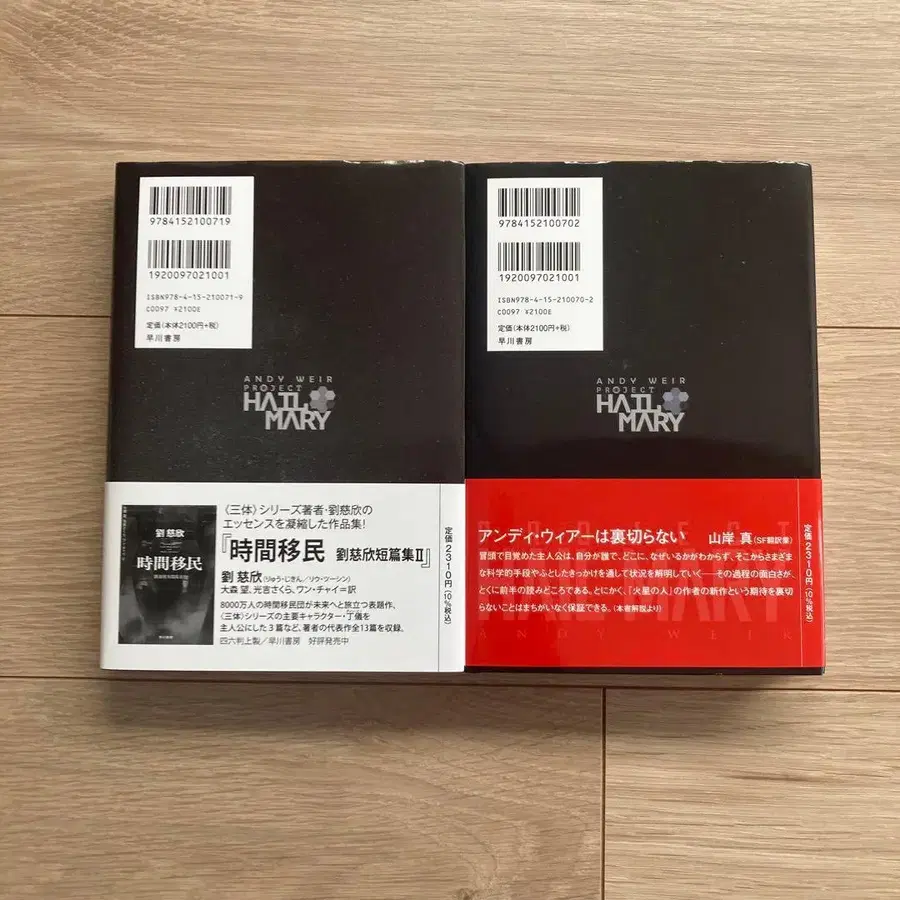 9784152100719
1920097021001
ISBN978-4-15-210071-9
C0097 ¥2100E
定価(本体2100円+税)
早川書房
ANDY WEIR
PROJECT
HAIL
MARY
〈三体〉シリーズ著者・劉慈欣の
エッセンスを凝縮した作品集!
『時間移民 劉慈欣短篇集Ⅱ』
劉 慈欣(りゅう・じきん/リウ・ツーシン)
大森 望、光吉さくら、ワン・チャイ=訳
8000万人の時間移民団が未来へと旅立つ表題作、
〈三体〉シリーズの主要キャラクター・丁儀を
主人公にした3篇など、著者の代表作全13篇を収録。
四六判上製/早川書房 好評発売中
劉慈欣
時間移民
定価2310円(10%税込)
9784152100702
1920097021001
ISBN978-4-15-210070-2
C0097 ¥2100E
定価(本体2100円+税)
早川書房
ANDY WEIR
PROJECT
HAIL
MARY
PROJECT
アンディ・ウィアーは裏切らない 山岸 真(SF翻訳業)
冒頭で目覚めた主人公は、自分が誰で、どこに、なぜいるかがわからず、そこからさまざま
な科学的手段やふとしたきっかけを通して状況を解明していく——その過程の面白さが、
とくに前半の読みどころである。とにかく、『火星の人』の作者の新作という期待を裏切
らないことはまちがいなく保証できる。(本書解説より)
HAIL MARY
ANDY WEIR
定価2310円(10%税込)